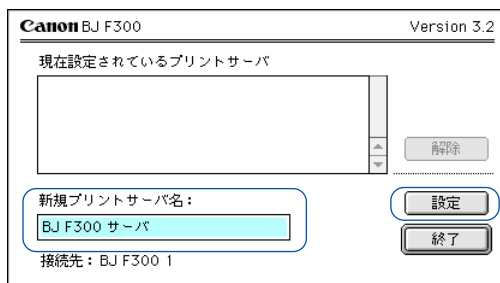 Canon BJ F300 Version 3.2
現在設定されているプリントサーバ
解除
新規プリントサーバ名：
設定
BJ F300 サーバ
終了
接続先：BJ F300 1